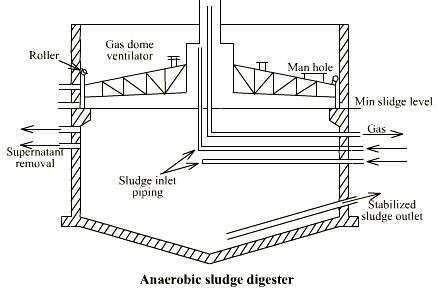 Roller
Gas dome
ventilator
Man hole
Min slidge level
Gas
Supernatant
removal
Sludge inlet
piping
Stabilized
sludge outlet
Anaerobic sludge digester